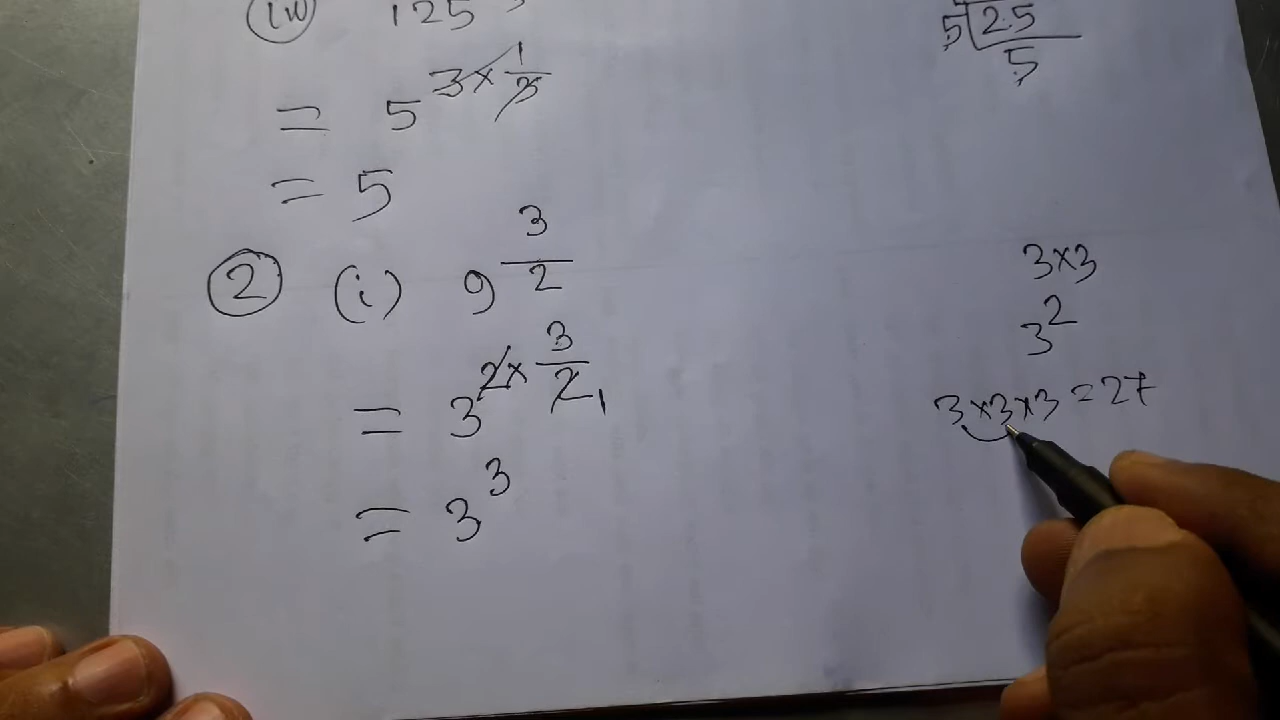 (iv) 125
= 5^{3 × 1/3}
= 5
2 (i) 9^{3/2}
= 3^{2 × 3/2} 1
= 3^3
5 25
5
3×3
3^2
3×3×3 = 27